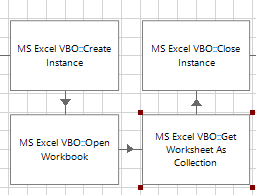 MS Excel VBO::Create
Instance
MS Excel VBO::Close
Instance
MS Excel VBO::Open
Workbook
MS Excel VBO::Get
Worksheet As
Collection